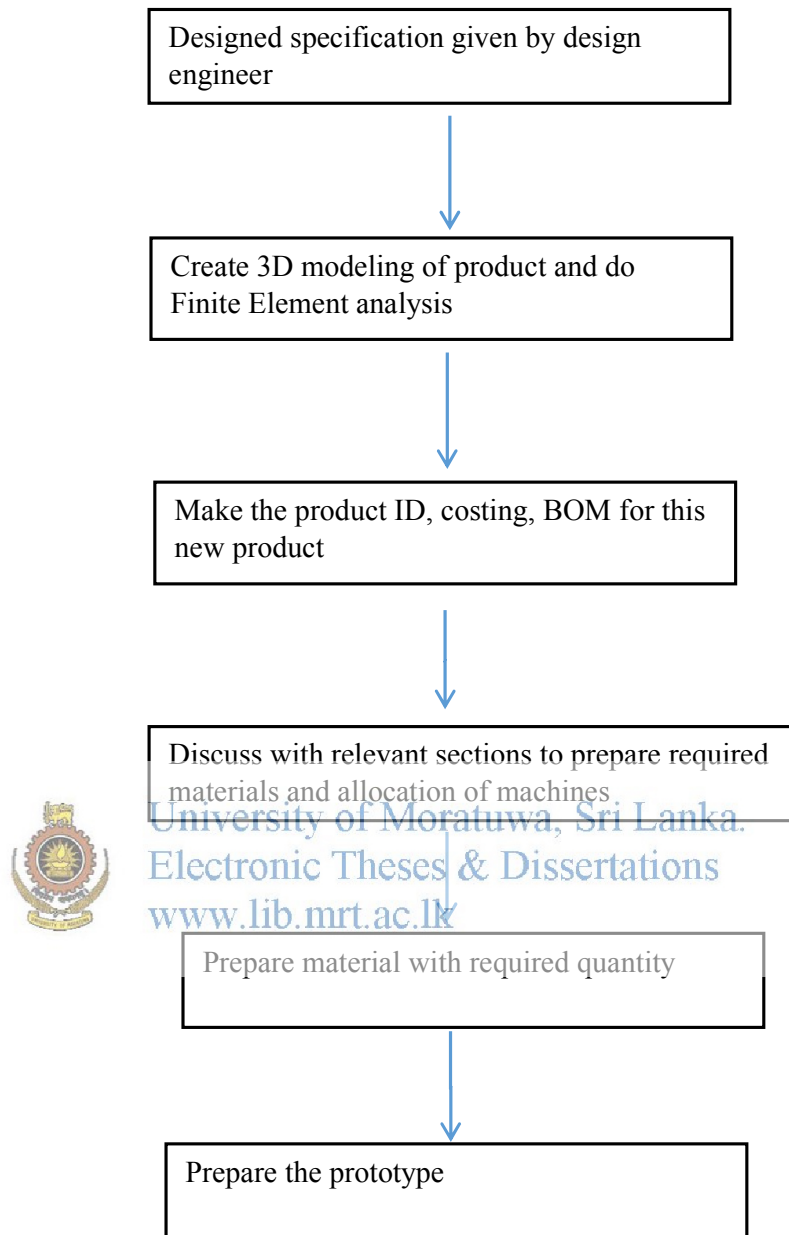 Designed specification given by design
engineer
Create 3D modeling of product and do
Finite Element analysis
Make the product ID, costing, BOM for this
new product
Discuss with relevant sections to prepare required
materials and allocation of machines
University of Moratuwa, Sri Lanka.
Electronic Theses & Dissertations
www.lib.mrt.ac.lk
Prepare material with required quantity
Prepare the prototype